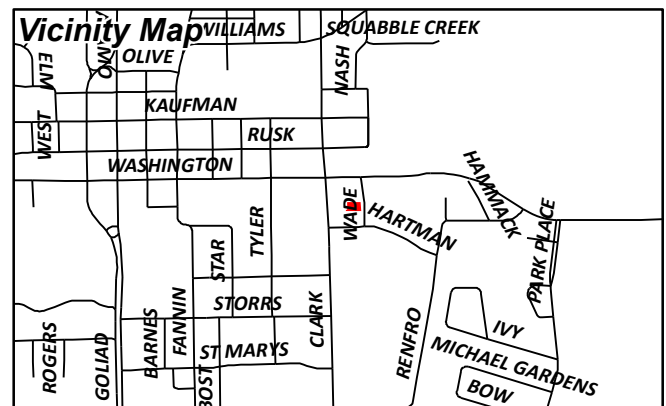 Vicinity Map
WILLIAMS
SQUABBLE CREEK
OLIVE
ELM
NASH
KAUFMAN
WEST
RUSK
WASHINGTON
HAMMACK
WADE
HARTMAN
TYLER
STAR
PARK PLACE
STORRS
CLARK
RENFRO
IVY
ROGERS
GOLIAD
BARNES
FANNIN
ST MARYS
MICHAEL GARDENS
BOST
BOW